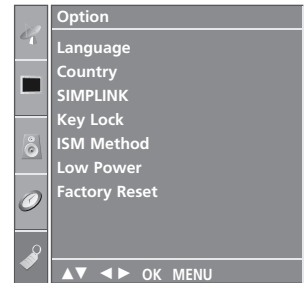 Option
Language
Country
SIMPLINK
Key Lock
ISM Method
Low Power
Factory Reset
▲▼ ◄► OK MENU